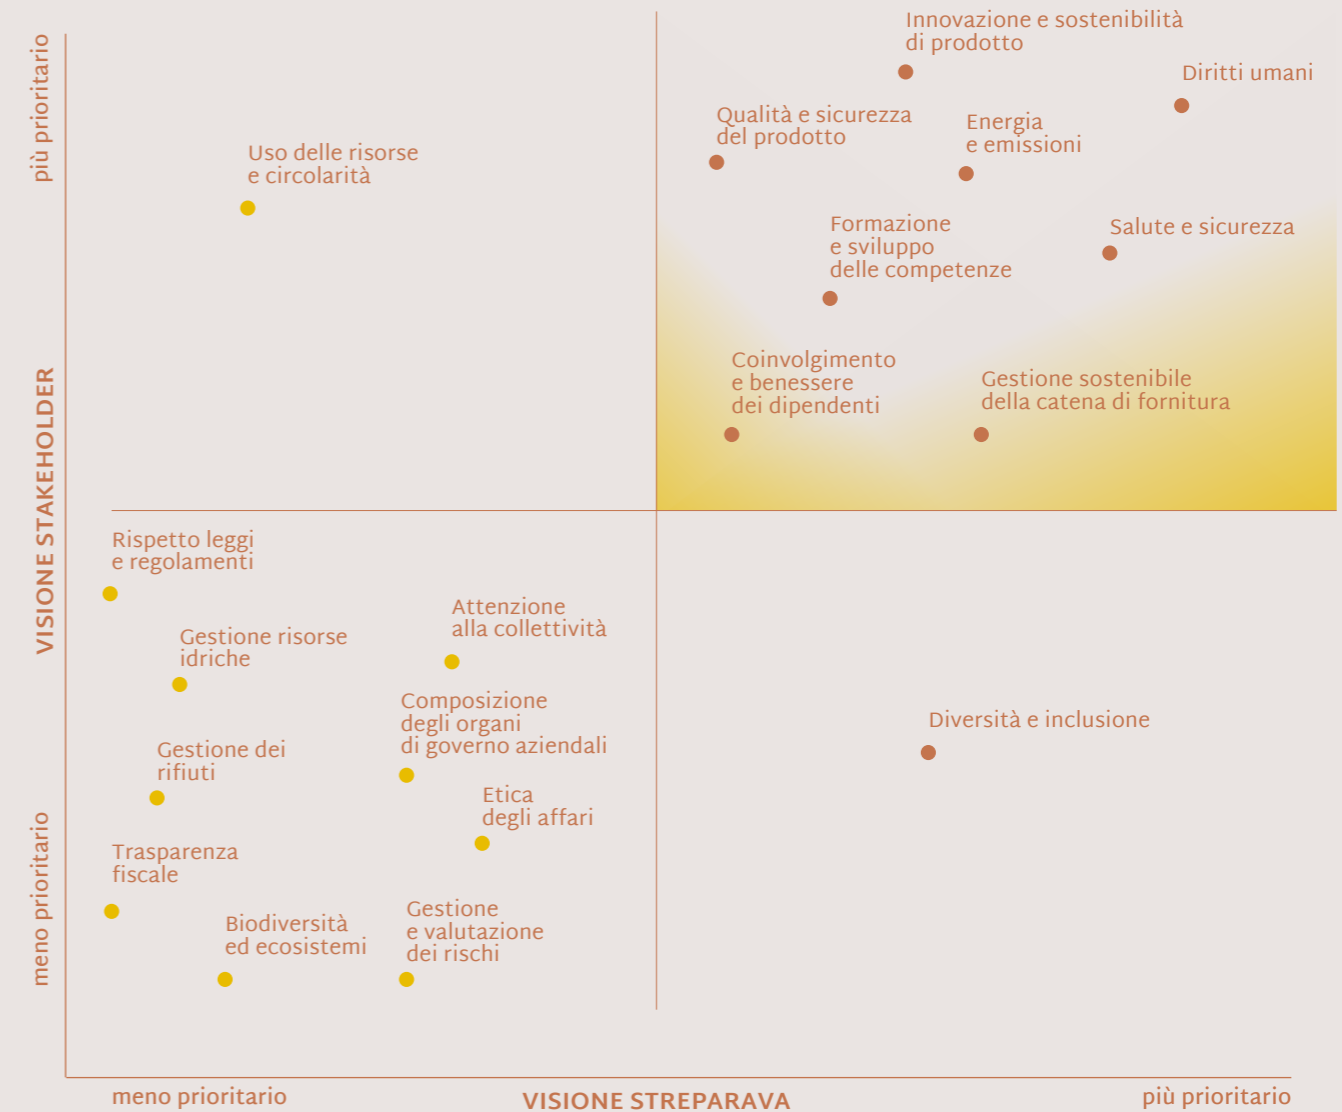 più prioritario
VISIONE STAKEHOLDER
meno prioritario
Innovazione e sostenibilità
di prodotto
Diritti umani
Qualità e sicurezza
del prodotto
Energia
e emissioni
Uso delle risorse
e circolarità
Formazione
e sviluppo
delle competenze
Salute e sicurezza
Coinvolgimento
e benessere
dei dipendenti
Gestione sostenibile
della catena di fornitura
Rispetto leggi
e regolamenti
Attenzione
alla collettività
Gestione risorse
idriche
Composizione
degli organi
di governo aziendali
Diversità e inclusione
Gestione dei
rifiuti
Etica
degli affari
Trasparenza
fiscale
Gestione
e valutazione
dei rischi
Biodiversità
ed ecosistemi
meno prioritario
VISIONE STREPARAVA
più prioritario